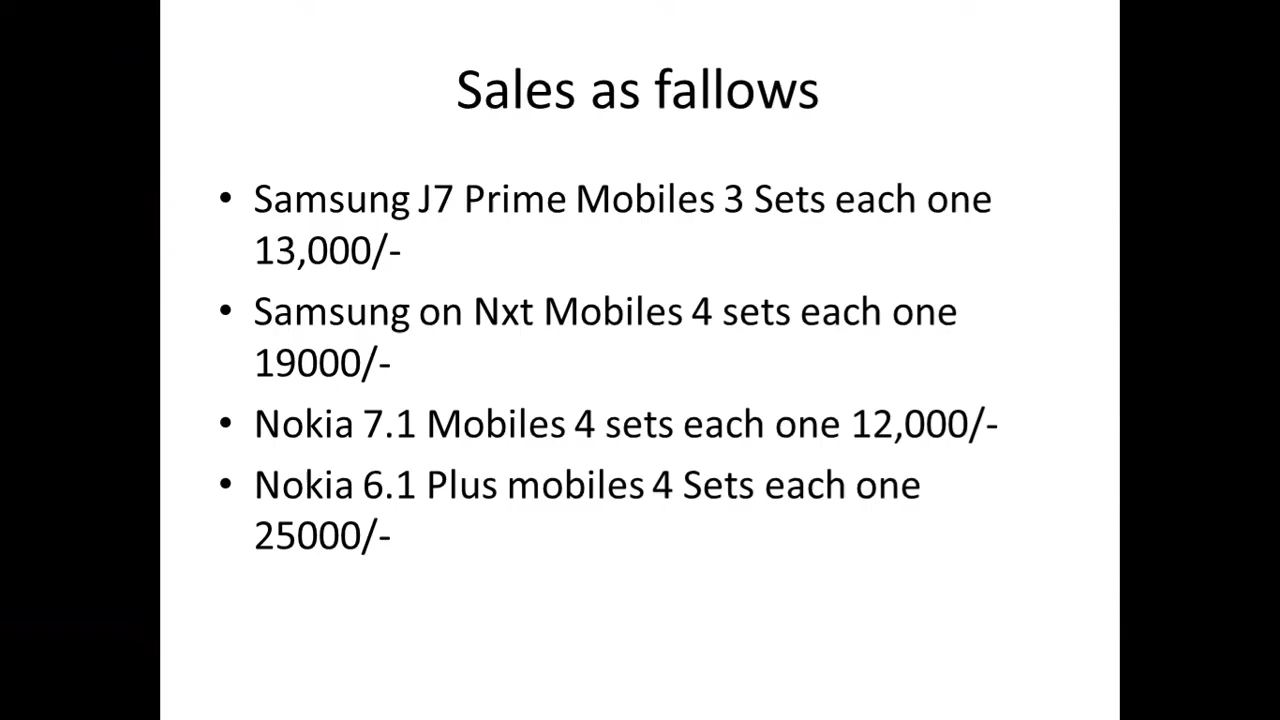 Sales as fallows
• Samsung J7 Prime Mobiles 3 Sets each one
13,000/-
• Samsung on Nxt Mobiles 4 sets each one
19000/-
• Nokia 7.1 Mobiles 4 sets each one 12,000/-
• Nokia 6.1 Plus mobiles 4 Sets each one
25000/-